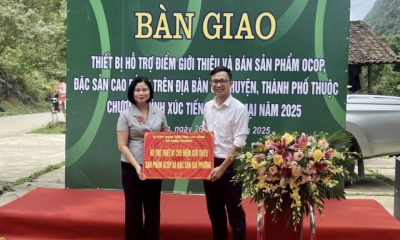 BÀN GIAO
THIẾT BỊ HỖ TRỢ ĐIỂM GIỚI THIỆU VÀ BÁN SẢN PHẨM OCOP,
ĐẶC SẢN CAO TRÊN ĐỊA BÀN HUYỆN, THÀNH PHỐ THUỘC
CHƯƠNG XÚC TIẾN NĂM 2025
2025
HỖ TRỢ THIẾT BỊ CHO ĐIỂM GIỚI THIỆU
SẢN PHẨM OCOP VÀ ĐẶC SẢN ĐỊA PHƯƠNG